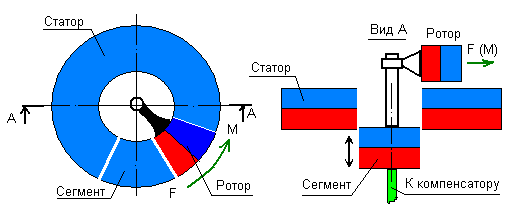 Статор
А
А
М
Сегмент
F
Ротор
Вид А
Ротор
F (М)
Статор
Сегмент
К компенсатору